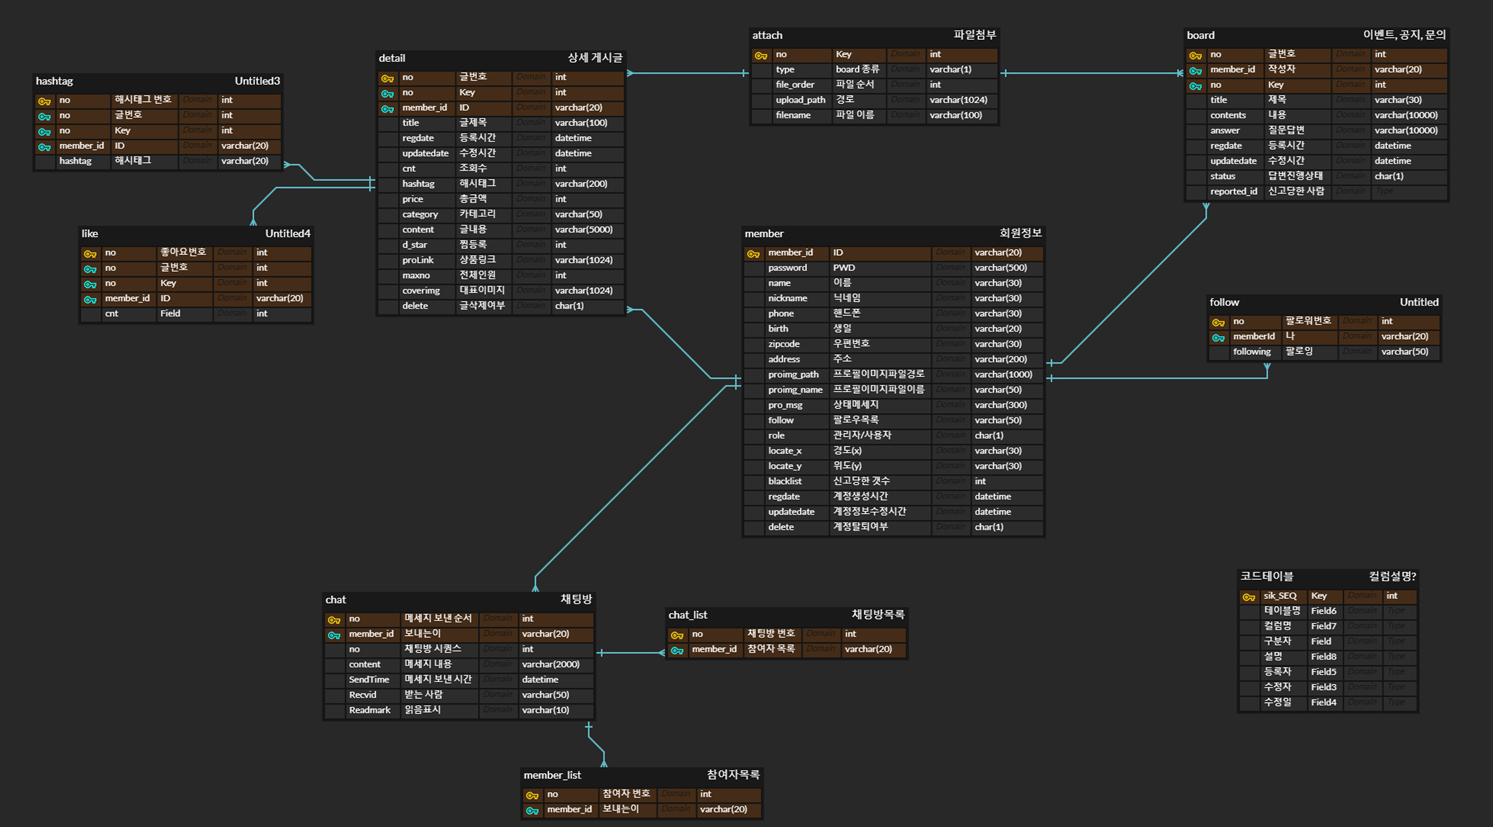 hashtag Untitled3
no 해시태그 번호 Domain int
no 글번호 Domain int
no Key Domain int
member_id ID Domain varchar(20)
hashtag 해시태그 Domain varchar(20)
like Untitled4
no 좋아요번호 Domain int
no 글번호 Domain int
no Key Domain int
member_id ID Domain varchar(20)
cnt Field Domain int
detail 상세 게시글
no 글번호 Domain int
no Key Domain int
member_id ID Domain varchar(20)
title 글제목 Domain varchar(100)
regdate 등록시간 Domain datetime
updatedate 수정시간 Domain datetime
cnt 조회수 Domain int
hashtag 해시태그 Domain varchar(200)
price 총금액 Domain int
category 카테고리 Domain varchar(50)
content 글내용 Domain varchar(5000)
d_star 찜등록 Domain int
proLink 상품링크 Domain varchar(1024)
maxno 전체인원 Domain int
coverimg 대표이미지 Domain varchar(1024)
delete 글삭제여부 Domain char(1)
attach 파일첨부
no Key Domain int
type board 종류 Domain varchar(1)
file_order 파일 순서 Domain int
upload_path 경로 Domain varchar(1024)
filename 파일 이름 Domain varchar(100)
board 이벤트, 공지, 문의
no 글번호 Domain int
member_id 작성자 Domain varchar(20)
no Key Domain int
title 제목 Domain varchar(30)
contents 내용 Domain varchar(10000)
answer 질문답변 Domain varchar(10000)
regdate 등록시간 Domain datetime
updatedate 수정시간 Domain datetime
status 답변진행상태 Domain char(1)
reported_id 신고당한 사람 Domain Type
member 회원정보
member_id ID Domain varchar(20)
password PWD Domain varchar(500)
name 이름 Domain varchar(30)
nickname 닉네임 Domain varchar(30)
phone 핸드폰 Domain varchar(30)
birth 생일 Domain varchar(20)
zipcode 우편번호 Domain varchar(30)
address 주소 Domain varchar(200)
proimg_path 프로필이미지파일경로 Domain varchar(1000)
proimg_name 프로필이미지파일이름 Domain varchar(50)
pro_msg 상태메세지 Domain varchar(300)
follow 팔로우목록 Domain varchar(50)
role 관리자/사용자 Domain char(1)
locate_x 경도(x) Domain varchar(30)
locate_y 위도(y) Domain varchar(30)
blacklist 신고당한 갯수 Domain int
regdate 계정생성시간 Domain datetime
updatedate 계정정보수정시간 Domain datetime
delete 계정탈퇴여부 Domain char(1)
follow Untitled
no 팔로워번호 Domain int
memberId 나 Domain varchar(20)
following 팔로잉 Domain varchar(50)
chat 채팅방
no 메세지 보낸 순서 Domain int
member_id 보내는이 Domain varchar(20)
no 채팅방 시퀀스 Domain int
content 메세지 내용 Domain varchar(2000)
SendTime 메세지 보낸 시간 Domain datetime
Recvid 받는 사람 Domain varchar(50)
Readmark 읽음표시 Domain varchar(10)
chat_list 채팅방목록
no 채팅방 번호 Domain int
member_id 참여자 목록 Domain varchar(20)
member_list 참여자목록
no 참여자 번호 Domain int
member_id 보내는이 Domain varchar(20)
코드테이블 컬럼설명?
sik_SEQ Key Domain int
테이블명 Field6 Domain Type
컬럼명 Field7 Domain Type
구분자 Field Domain Type
설명 Field8 Domain Type
등록자 Field5 Domain Type
수정자 Field3 Domain Type
수정일 Field4 Domain Type